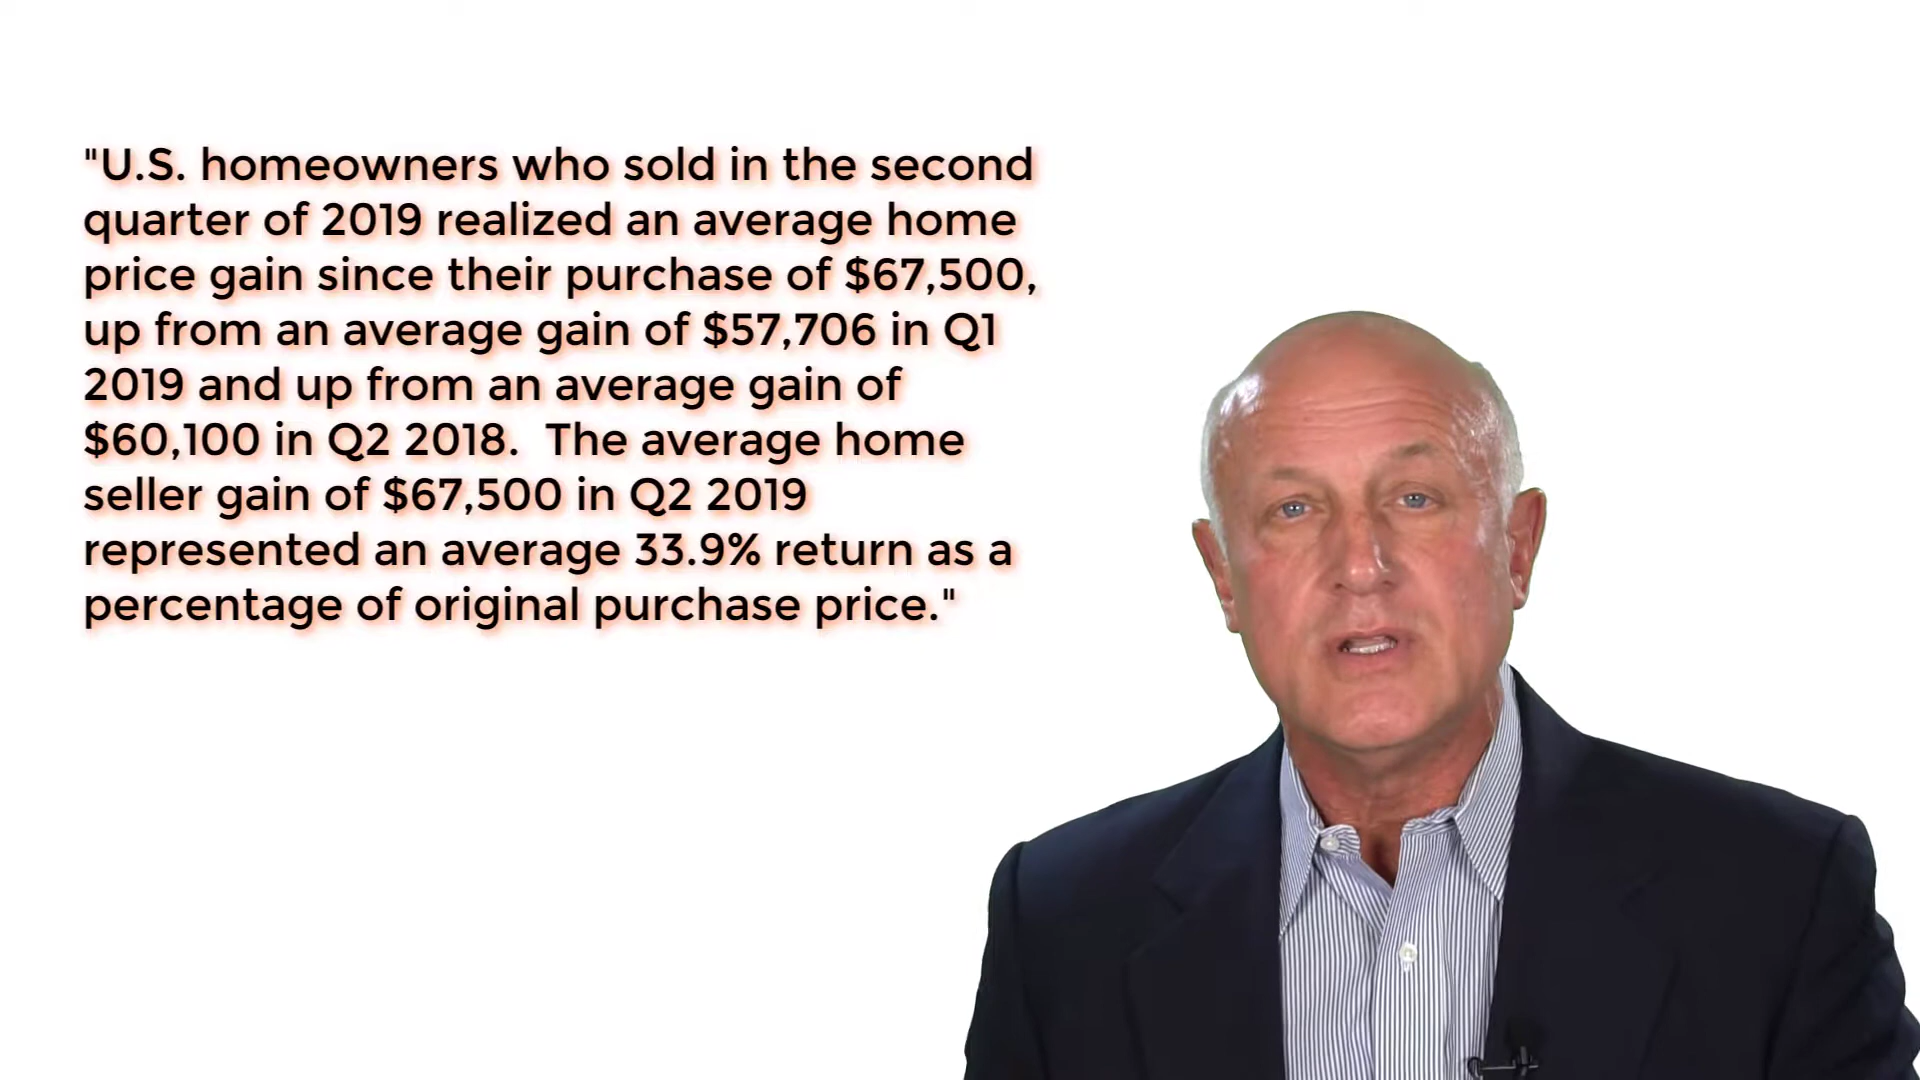 "U.S. homeowners who sold in the second
quarter of 2019 realized an average home
price gain since their purchase of $67,500,
up from an average gain of $57,706 in Q1
2019 and up from an average gain of
$60,100 in Q2 2018.  The average home
seller gain of $67,500 in Q2 2019
represented an average 33.9% return as a
percentage of original purchase price."